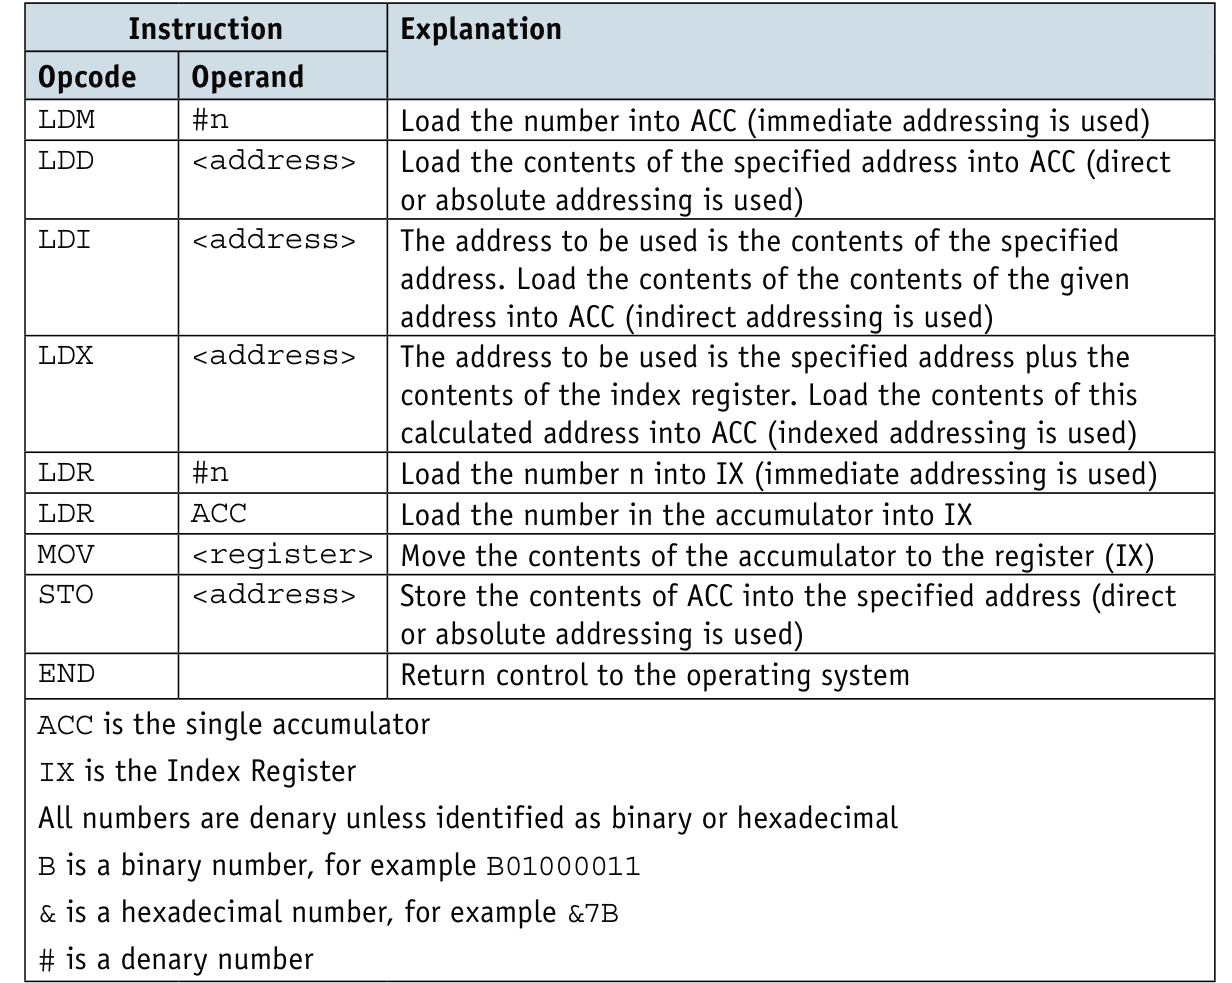 Instruction
Explanation
Opcode
Operand
LDM
#n
Load the number into ACC (immediate addressing is used)
LDD
<address>
Load the contents of the specified address into ACC (direct
or absolute addressing is used)
LDI
<address>
The address to be used is the contents of the specified
address. Load the contents of the contents of the given
address into ACC (indirect addressing is used)
LDX
<address>
The address to be used is the specified address plus the
contents of the index register. Load the contents of this
calculated address into ACC (indexed addressing is used)
LDR
#n
Load the number n into IX (immediate addressing is used)
LDR
ACC
Load the number in the accumulator into IX
MOV
<register>
Move the contents of the accumulator to the register (IX)
STO
<address>
Store the contents of ACC into the specified address (direct
or absolute addressing is used)
END
Return control to the operating system
ACC is the single accumulator
IX is the Index Register
All numbers are denary unless identified as binary or hexadecimal
B is a binary number, for example B01000011
& is a hexadecimal number, for example &7B
# is a denary number